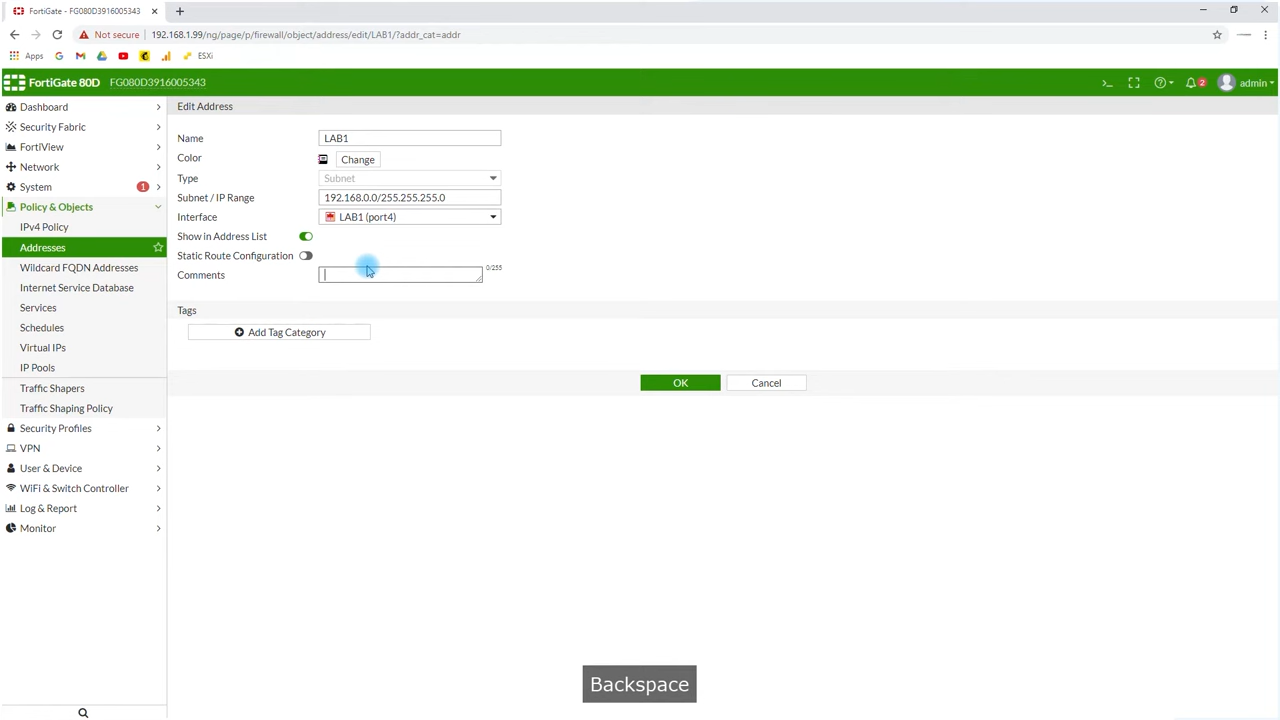 FortiGate - FG080D3916005343
Not secure 192.168.1.99/ng/page/p/firewall/object/address/edit/LAB1/?addr_cat=addr
Apps ESXi
FortiGate 80D FG080D3916005343 2 admin
Dashboard
Security Fabric
FortiView
Network
System 1
Policy & Objects
IPv4 Policy
Addresses
Wildcard FQDN Addresses
Internet Service Database
Services
Schedules
Virtual IPs
IP Pools
Traffic Shapers
Traffic Shaping Policy
Security Profiles
VPN
User & Device
WiFi & Switch Controller
Log & Report
Monitor
Edit Address
Name LAB1
Color Change
Type Subnet
Subnet / IP Range 192.168.0.0/255.255.255.0
Interface LAB1 (port4)
Show in Address List
Static Route Configuration
Comments 0/255
Tags
Add Tag Category
OK Cancel
Backspace